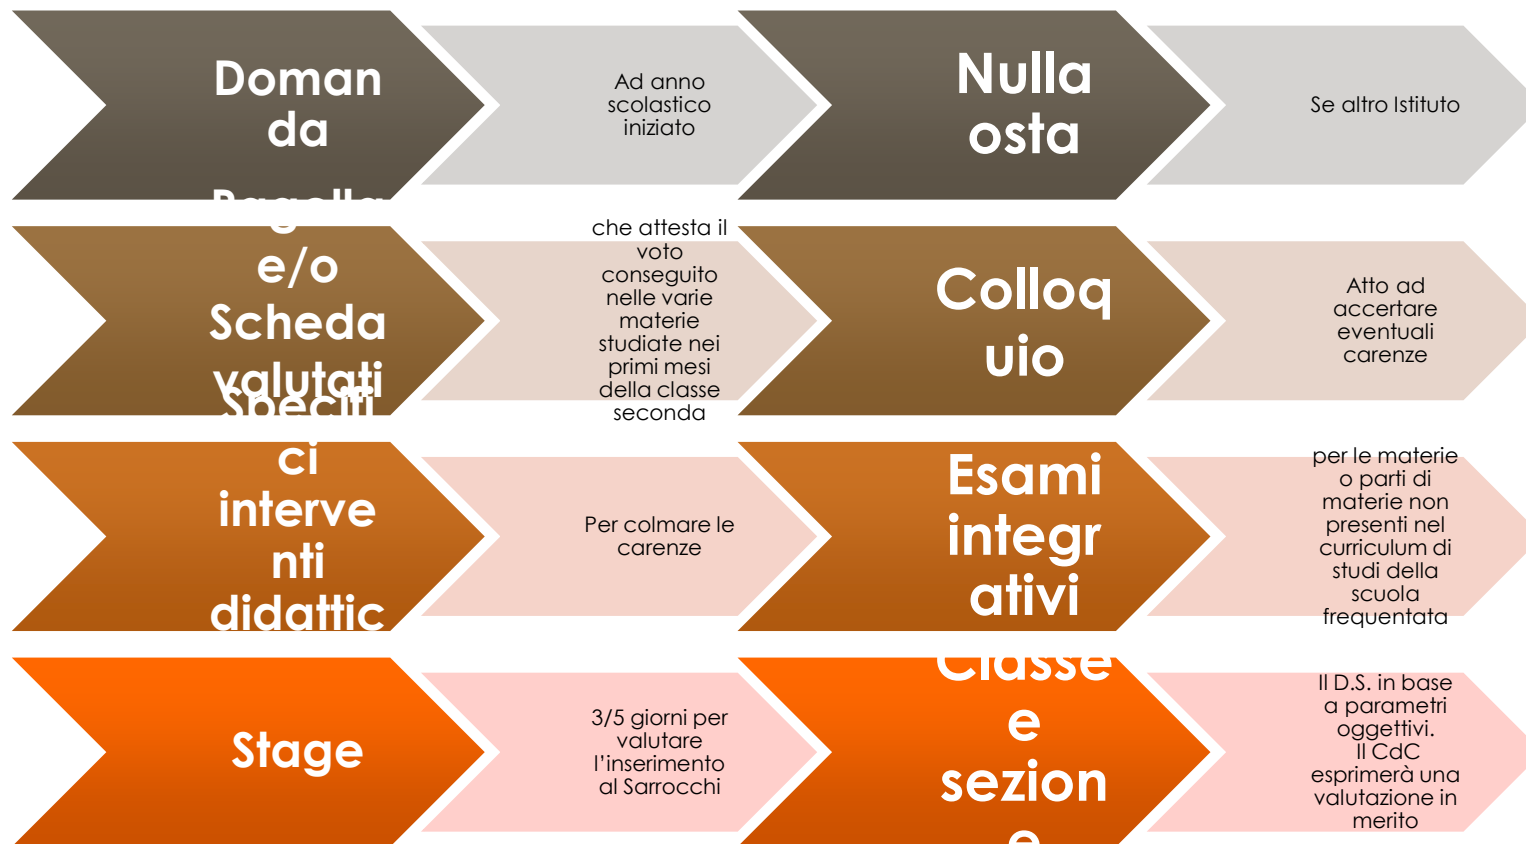 Doman
da
Ad anno
scolastico
iniziato
Nulla
osta
Se altro Istituto
Pagella
e/o
Scheda
valutati
che attesta il
voto
conseguito
nelle varie
materie
studiate nei
primi mesi
della classe
seconda
Colloq
uio
Atto ad
accertare
eventuali
carenze
Specifi
ci
interve
nti
didattic
Per colmare le
carenze
Esami
integr
ativi
per le materie
o parti di
materie non
presenti nel
curriculum di
studi della
scuola
frequentata
Stage
3/5 giorni per
valutare
l'inserimento
al Sarrocchi
Classe
e
sezion
e
Il D.S. in base
a parametri
oggettivi.
Il CdC
esprimerà una
valutazione in
merito